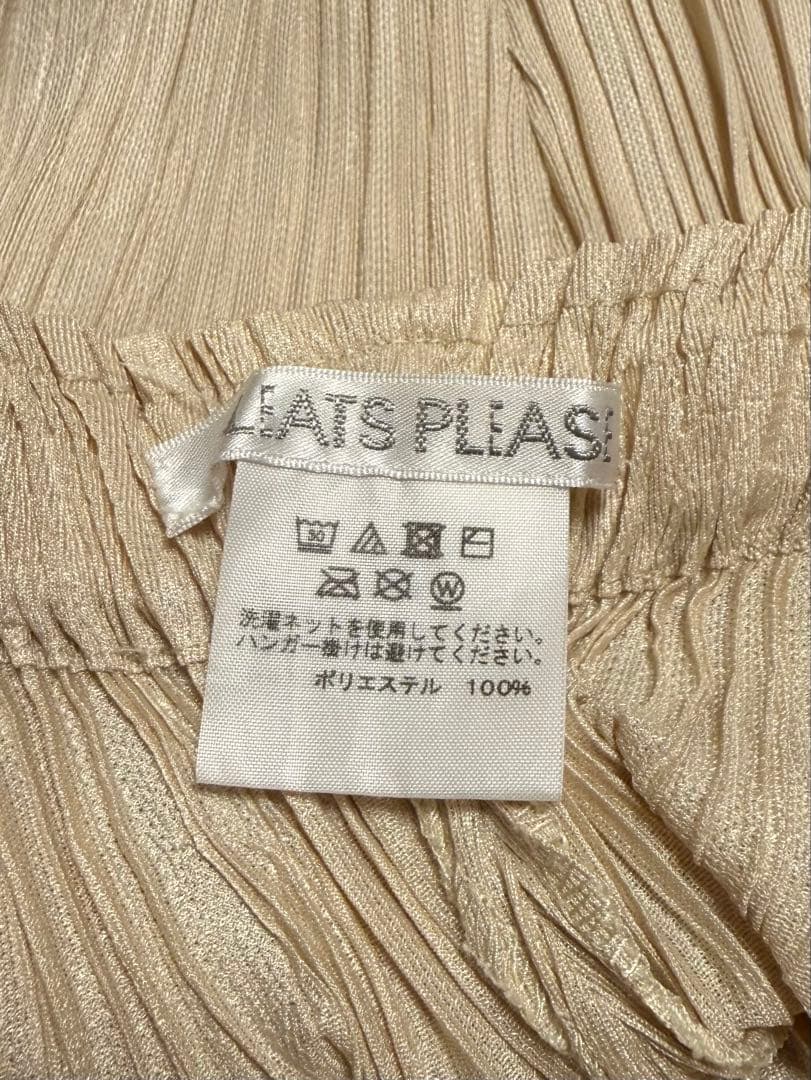 LEATS PLEASE
30
W
洗濯ネットを使用してください。
ハンガー掛けは避けてください。
ポリエステル 100%